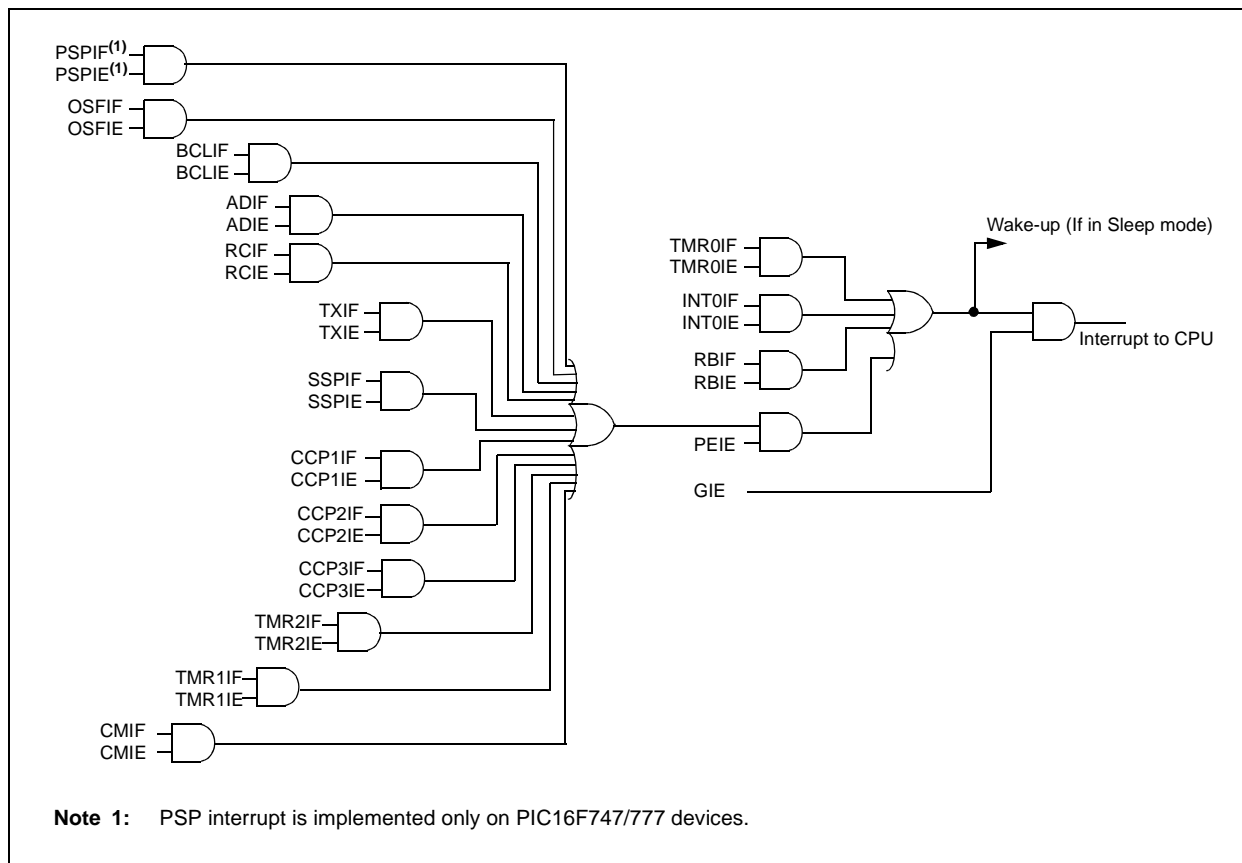 PSPIF(1)
PSPIE(1)
OSFIF
OSFIE
BCLIF
BCLIE
ADIF
ADIE
RCIF
RCIE
TXIF
TXIE
SSPIF
SSPIE
CCP1IF
CCP1IE
CCP2IF
CCP2IE
CCP3IF
CCP3IE
TMR2IF
TMR2IE
TMR1IF
TMR1IE
CMIF
CMIE
TMR0IF
TMR0IE
INT0IF
INT0IE
RBIF
RBIE
PEIE
GIE
Wake-up (If in Sleep mode)
Interrupt to CPU
Note 1: PSP interrupt is implemented only on PIC16F747/777 devices.